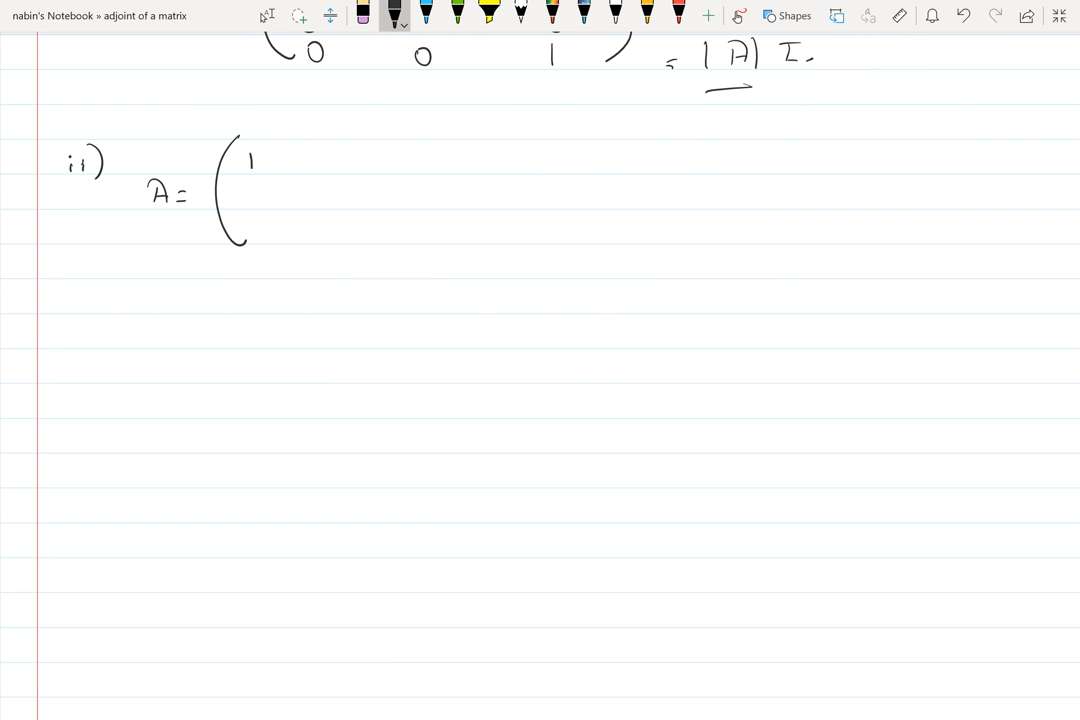 nabin's Notebook » adjoint of a matrix
Shapes
0 0 1 = |A| I.
ii)
A = ( 1